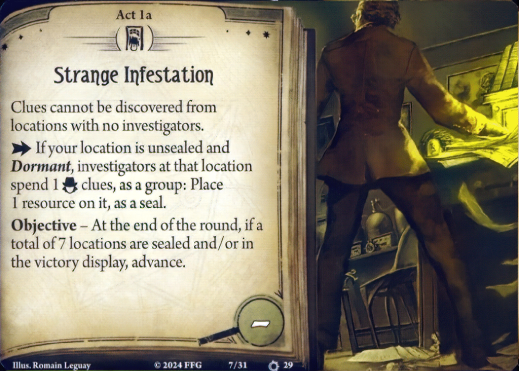 Act 1a
Strange Infestation
Clues cannot be discovered from
locations with no investigators.
If your location is unsealed and
Dormant, investigators at that location
spend 1 clues, as a group: Place
1 resource on it, as a seal.
Objective – At the end of the round, if a
total of 7 locations are sealed and/or in
the victory display, advance.
–
Illus. Romain Leguay © 2024 FFG 7/31 29